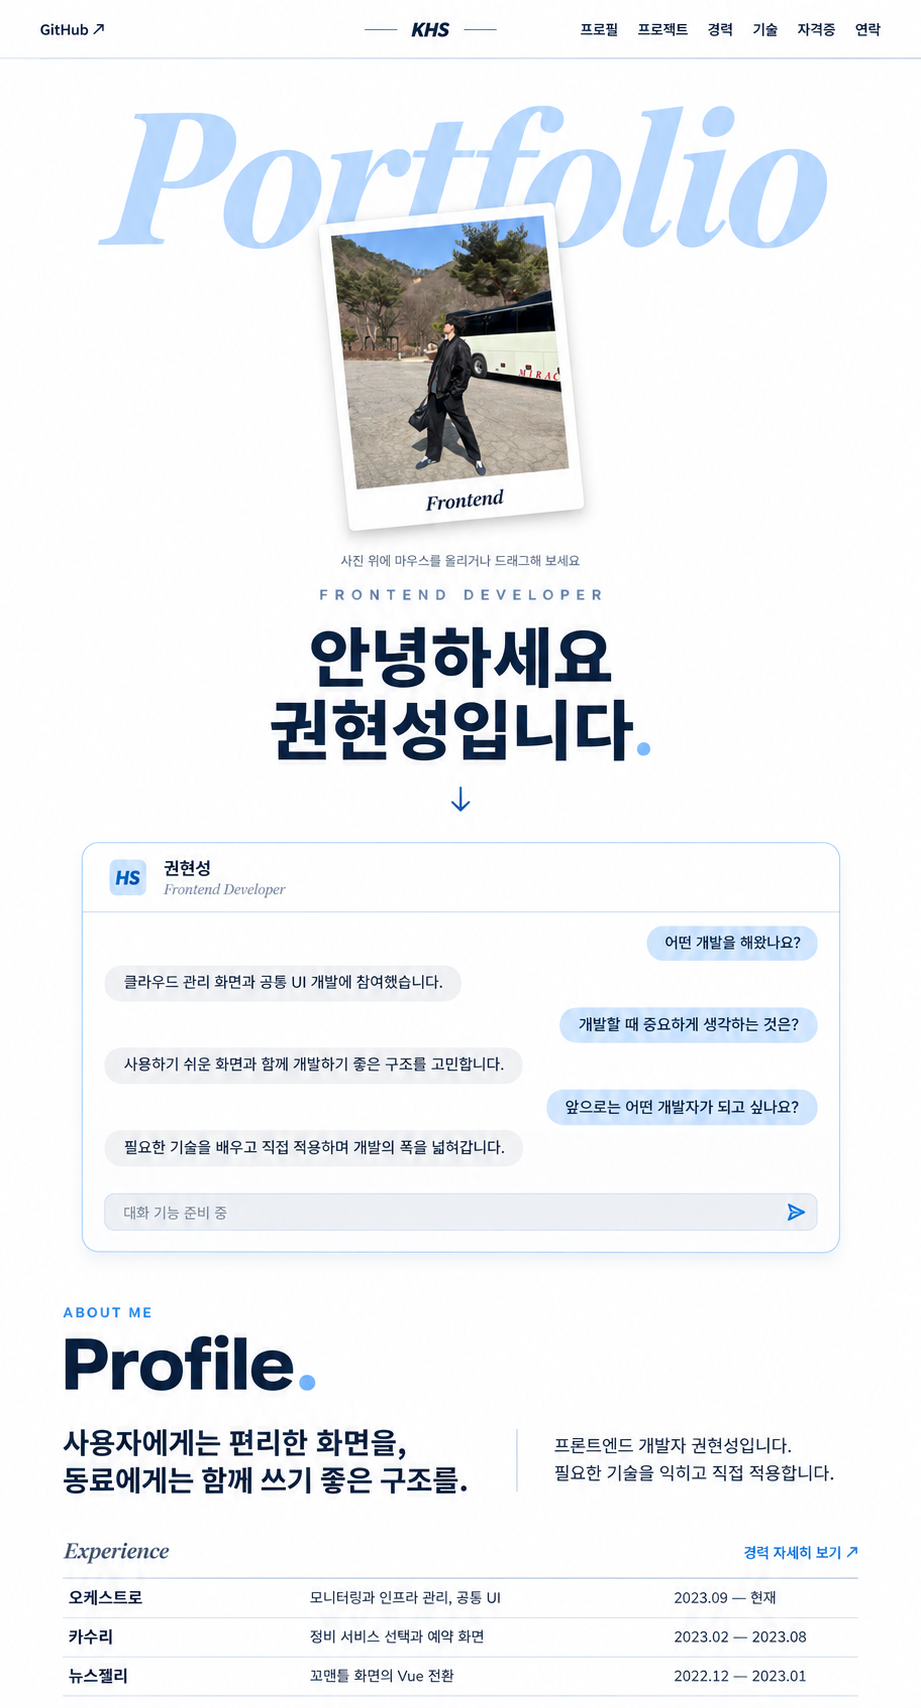 GitHub ↗
KHS
프로필 프로젝트 경력 기술 자격증 연락
Portfolio
MIRAC
Frontend
사진 위에 마우스를 올리거나 드래그해 보세요
FRONTEND DEVELOPER
안녕하세요
권현성입니다.
↓
HS
권현성
Frontend Developer
어떤 개발을 해왔나요?
클라우드 관리 화면과 공통 UI 개발에 참여했습니다.
개발할 때 중요하게 생각하는 것은?
사용하기 쉬운 화면과 함께 개발하기 좋은 구조를 고민합니다.
앞으로는 어떤 개발자가 되고 싶나요?
필요한 기술을 배우고 직접 적용하며 개발의 폭을 넓혀갑니다.
대화 기능 준비 중
ABOUT ME
Profile.
사용자에게는 편리한 화면을,
동료에게는 함께 쓰기 좋은 구조를.
프론트엔드 개발자 권현성입니다.
필요한 기술을 익히고 직접 적용합니다.
Experience
경력 자세히 보기 ↗
오케스트로 모니터링과 인프라 관리, 공통 UI 2023.09 — 현재
카수리 정비 서비스 선택과 예약 화면 2023.02 — 2023.08
뉴스젤리 꼬맨틀 화면의 Vue 전환 2022.12 — 2023.01